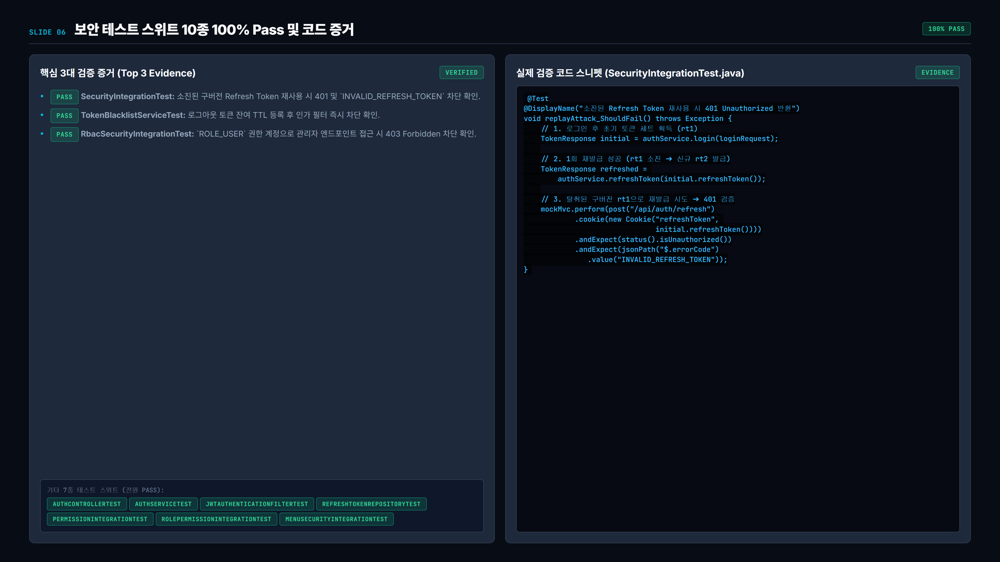 SLIDE 06 보안 테스트 스위트 10종 100% Pass 및 코드 증거
100% PASS
핵심 3대 검증 증거 (Top 3 Evidence)
VERIFIED
• PASS SecurityIntegrationTest: 소진된 구버전 Refresh Token 재사용 시 401 및 `INVALID_REFRESH_TOKEN` 차단 확인.
• PASS TokenBlacklistServiceTest: 로그아웃 토큰 잔여 TTL 등록 후 인가 필터 즉시 차단 확인.
• PASS RbacSecurityIntegrationTest: `ROLE_USER` 권한 계정으로 관리자 엔드포인트 접근 시 403 Forbidden 차단 확인.
기타 7종 테스트 스위트 (전원 PASS):
AUTHCONTROLLERTEST AUTHSERVICETEST JWTAUTHENTICATIONFILTERTEST REFRESHTOKENREPOSITORYTEST
PERMISSIONINTEGRATIONTEST ROLEPERMISSIONINTEGRATIONTEST MENUSECURITYINTEGRATIONTEST
실제 검증 코드 스니펫 (SecurityIntegrationTest.java)
EVIDENCE
@Test
@DisplayName("소진된 Refresh Token 재사용 시 401 Unauthorized 반환")
void replayAttack_ShouldFail() throws Exception {
    // 1. 로그인 후 초기 토큰 세트 획득 (rt1)
    TokenResponse initial = authService.login(loginRequest);
    // 2. 1회 재발급 성공 (rt1 소진 → 신규 rt2 발급)
    TokenResponse refreshed =
        authService.refreshToken(initial.refreshToken());
    // 3. 탈취된 구버전 rt1으로 재발급 시도 → 401 검증
    mockMvc.perform(post("/api/auth/refresh")
            .cookie(new Cookie("refreshToken",
                               initial.refreshToken())))
            .andExpect(status().isUnauthorized())
            .andExpect(jsonPath("$.errorCode")
               .value("INVALID_REFRESH_TOKEN"));
}